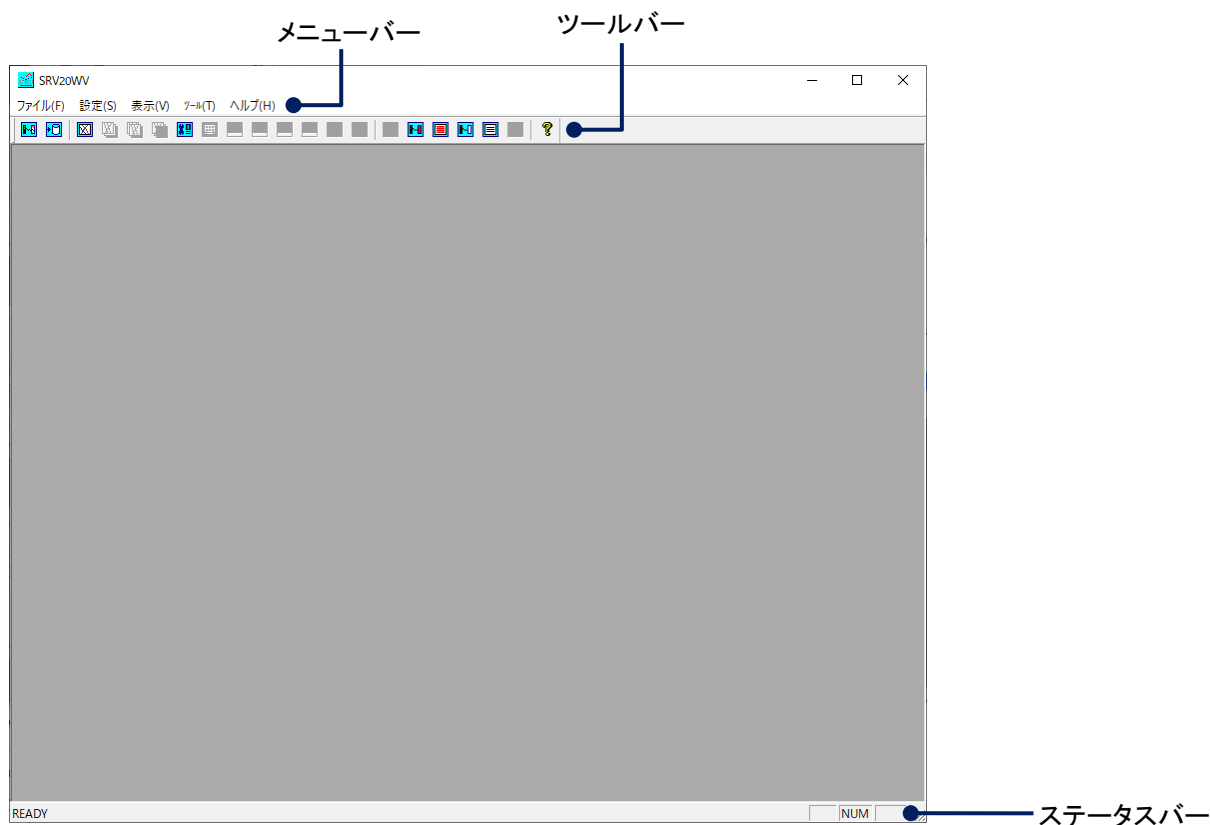 メニューバー
ツールバー
SRV20WV
ファイル(F) 設定(S) 表示(V) ツール(T) ヘルプ(H)
READY
NUM
ステータスバー